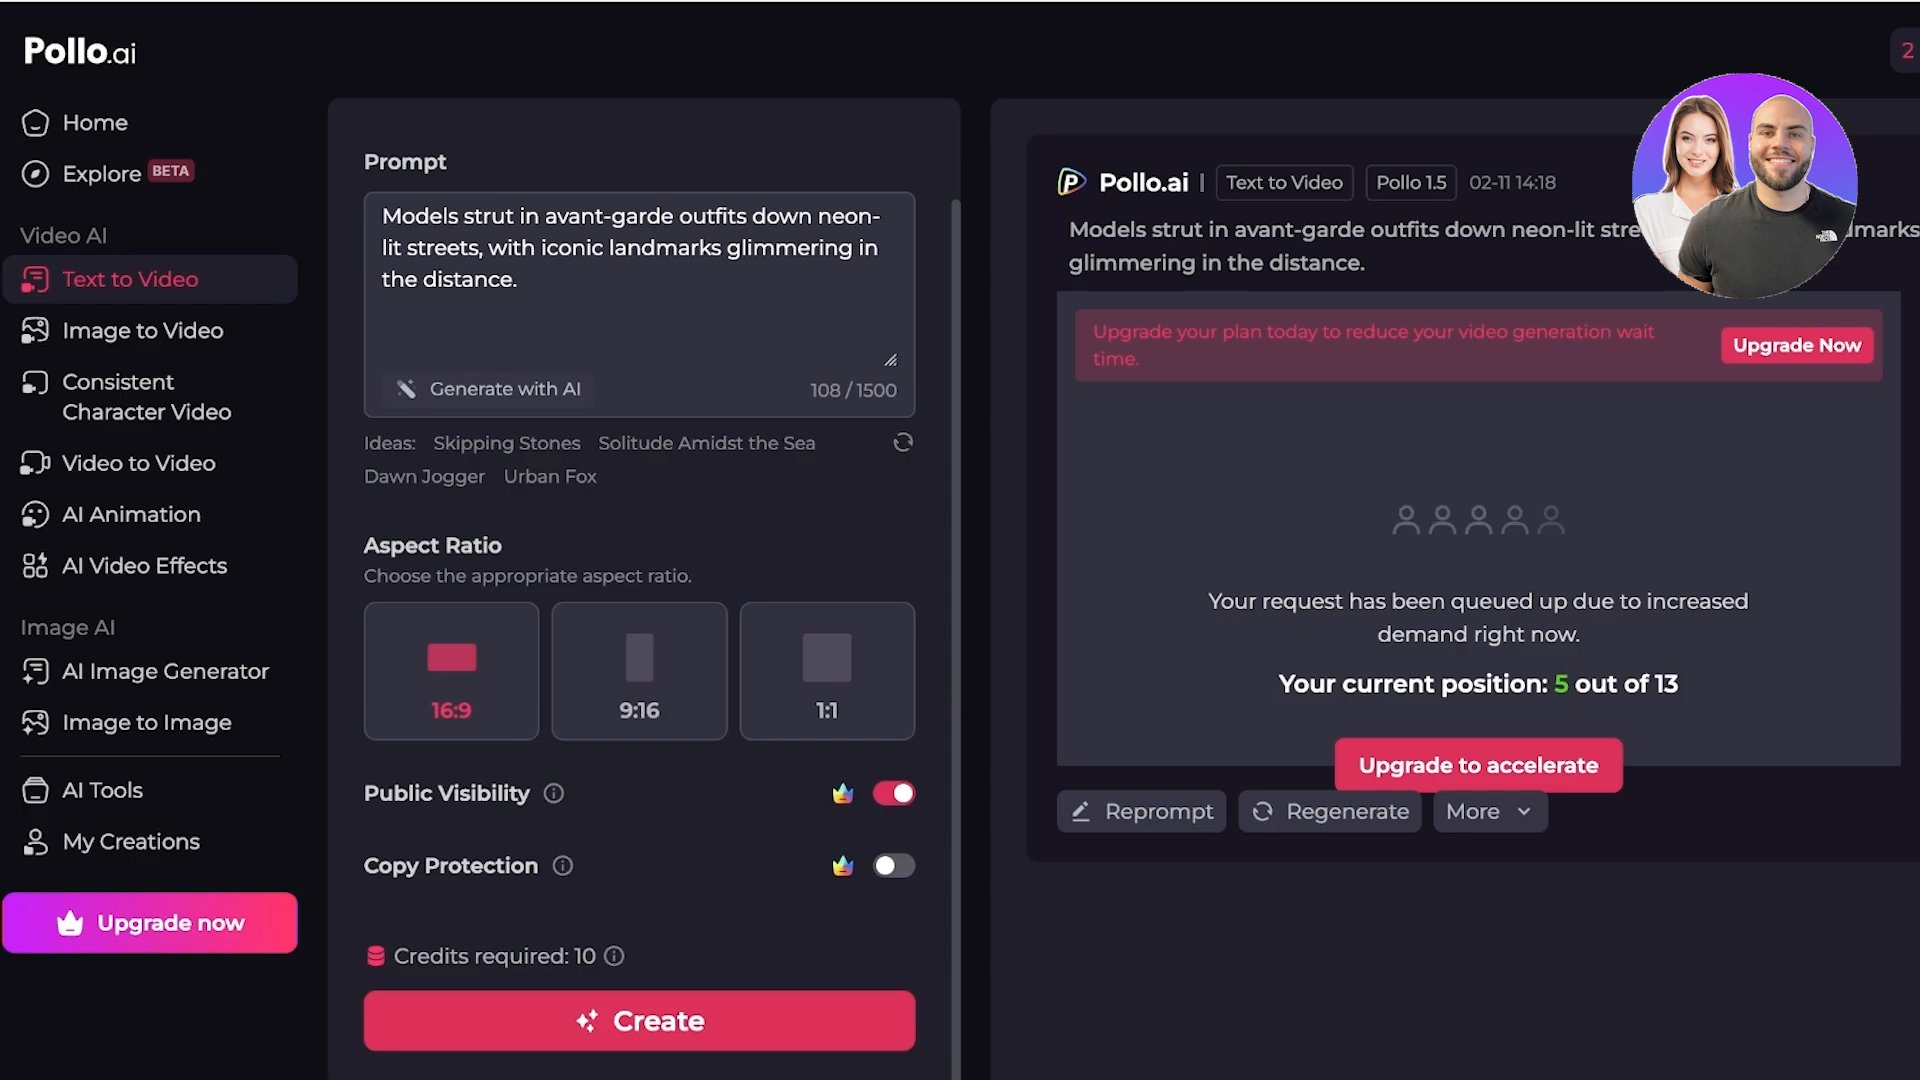 Pollo.ai
2
Home
Explore BETA
Video AI
Text to Video
Image to Video
Consistent
Character Video
Video to Video
AI Animation
AI Video Effects
Image AI
AI Image Generator
Image to Image
AI Tools
My Creations
Upgrade now
Prompt
Models strut in avant-garde outfits down neon-
lit streets, with iconic landmarks glimmering in
the distance.
Generate with AI 108 / 1500
Ideas: Skipping Stones Solitude Amidst the Sea
Dawn Jogger Urban Fox
Aspect Ratio
Choose the appropriate aspect ratio.
16:9 9:16 1:1
Public Visibility
Copy Protection
Credits required: 10
Create
Pollo.ai | Text to Video Pollo 1.5 02-11 14:18
Models strut in avant-garde outfits down neon-lit
glimmering in the distance.
Upgrade your plan today to reduce your video generation wait
time.
Upgrade Now
Your request has been queued up due to increased
demand right now.
Your current position: 5 out of 13
Upgrade to accelerate
Reprompt Regenerate More